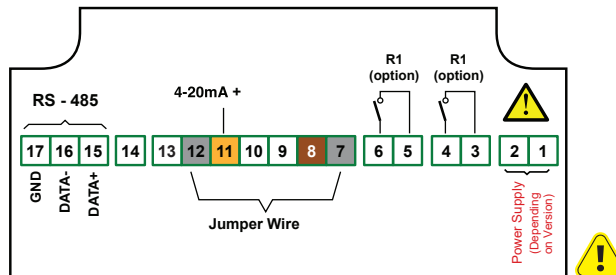 R1
(option)
R1
(option)
4-20mA +
RS - 485
17 16 15 14 13 12 11 10 9 8 7 6 5 4 3 2 1
GND
DATA-
DATA+
Jumper Wire
Power Supply
(Depending
on Version)